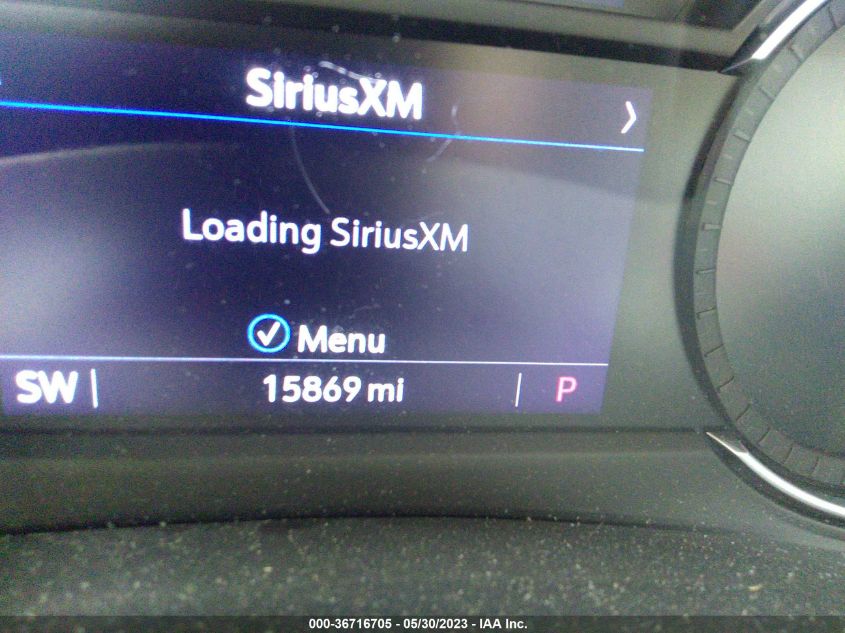 SiriusXM
Loading SiriusXM
Menu
SW 15869 mi P
000-36716705 - 05/30/2023 - IAA Inc.